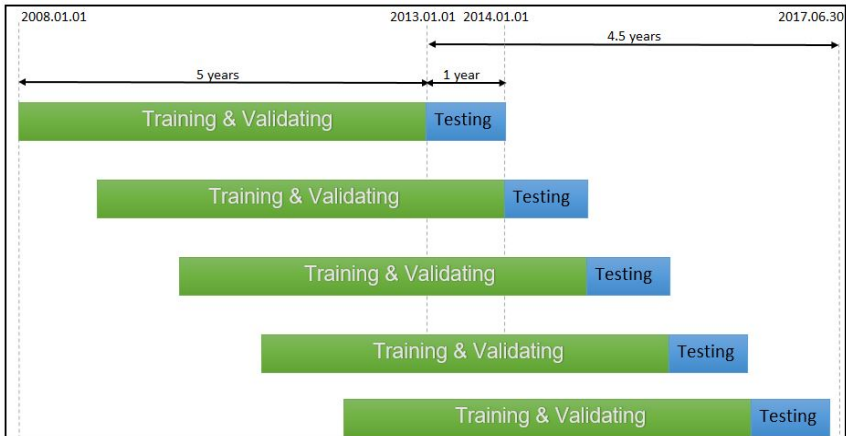 2008.01.01 2013.01.01 2014.01.01 2017.06.30
4.5 years
5 years 1 year
Training & Validating Testing
Training & Validating Testing
Training & Validating Testing
Training & Validating Testing
Training & Validating Testing